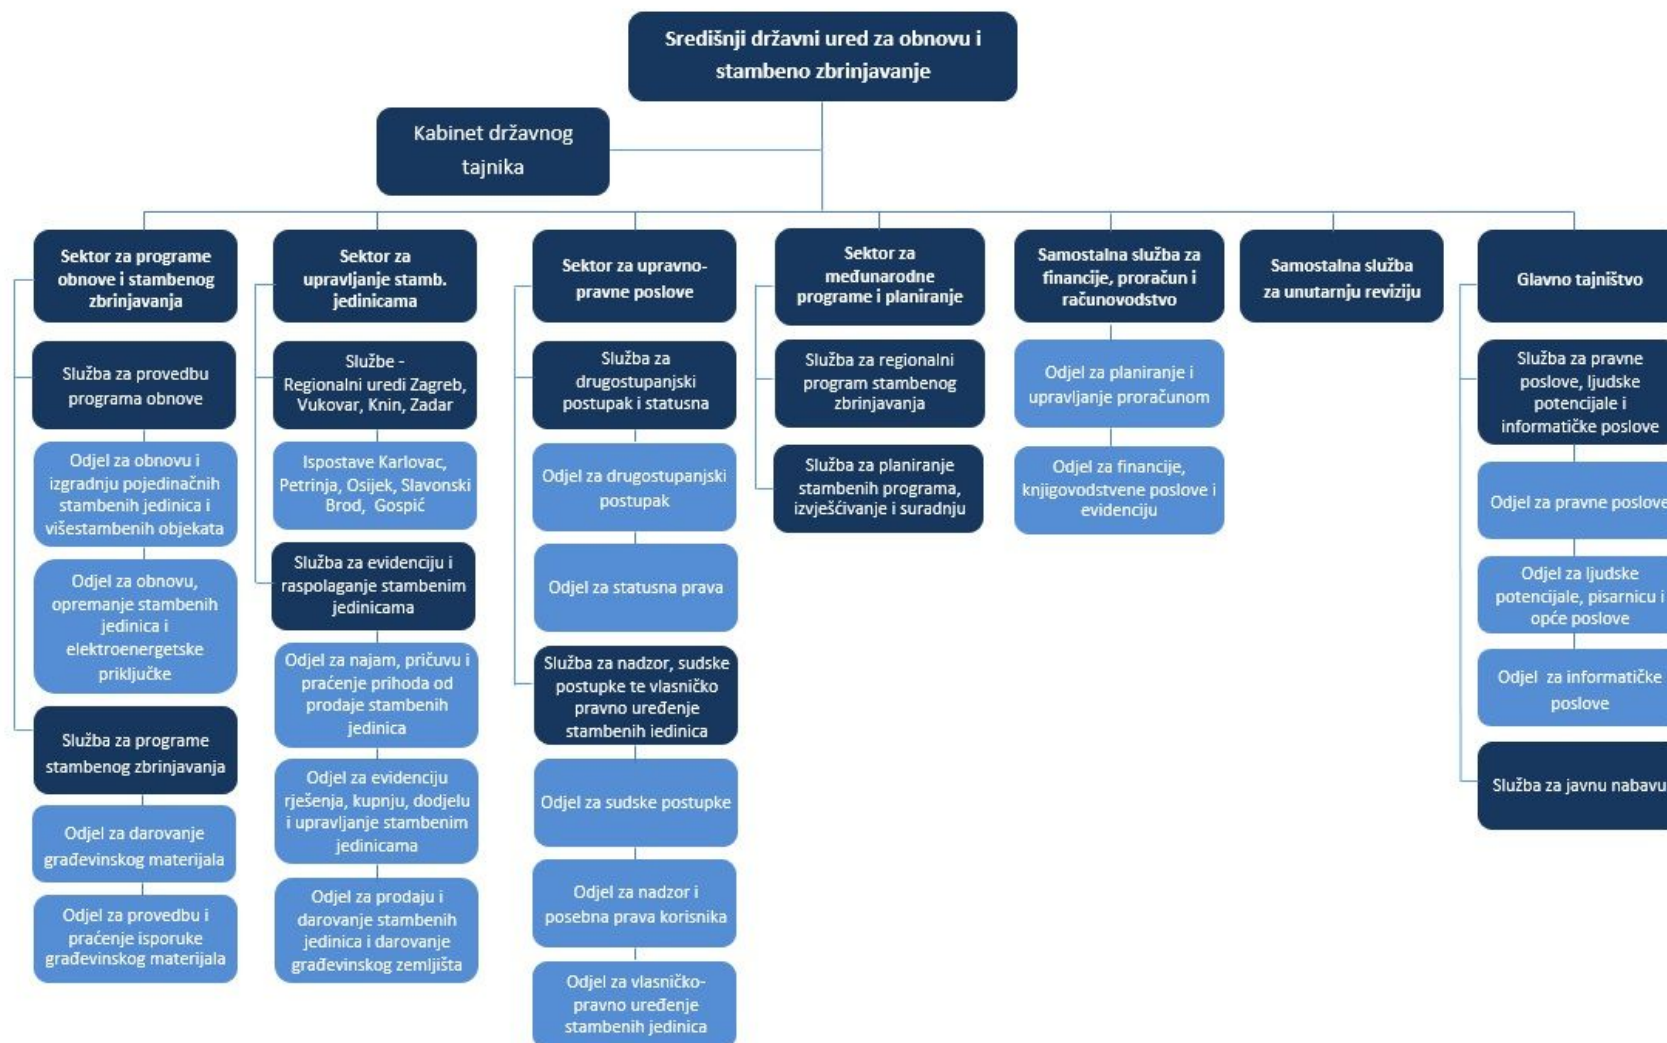 Središnji državni ured za obnovu i
stambeno zbrinjavanje
Kabinet državnog
tajnika
Sektor za programe
obnove i stambenog
zbrinjavanja
Služba za provedbu
programa obnove
Odjel za obnovu i
izgradnju pojedinačnih
stambenih jedinica i
višestambenih objekata
Odjel za obnovu,
opremanje stambenih
jedinica i
elektroenergetske
priključke
Služba za programe
stambenog zbrinjavanja
Odjel za darovanje
građevinskog materijala
Odjel za provedbu i
praćenje isporuke
građevinskog materijala
Sektor za
upravljanje stamb.
jedinicama
Službe -
Regionalni uredi Zagreb,
Vukovar, Knin, Zadar
Ispostave Karlovac,
Petrinja, Osijek, Slavonski
Brod, Gospić
Služba za evidenciju i
raspolaganje stambenim
jedinicama
Odjel za najam, pričuvu i
praćenje prihoda od
prodaje stambenih
jedinica
Odjel za evidenciju
rješenja, kupnju, dodjelu
i upravljanje stambenim
jedinicama
Odjel za prodaju i
darovanje stambenih
jedinica i darovanje
građevinskog zemljišta
Sektor za upravno-
pravne poslove
Služba za
drugostupanjski
postupak i statusna
Odjel za drugostupanjski
postupak
Odjel za statusna prava
Služba za nadzor, sudske
postupke te vlasničko
pravno uređenje
stambenih jedinica
Odjel za sudske postupke
Odjel za nadzor i
posebna prava korisnika
Odjel za vlasničko-
pravno uređenje
stambenih jedinica
Sektor za
međunarodne
programe i planiranje
Služba za regionalni
program stambenog
zbrinjavanja
Služba za planiranje
stambenih programa,
izvješćivanje i suradnju
Samostalna služba za
financije, proračun i
računovodstvo
Odjel za planiranje i
upravljanje proračunom
Odjel za financije,
knjigovodstvene poslove i
evidenciju
Samostalna služba
za unutarnju reviziju
Glavno tajništvo
Služba za pravne
poslove, ljudske
potencijale i
informatičke poslove
Odjel za pravne poslove
Odjel za ljudske
potencijale, pisarnicu i
opće poslove
Odjel za informatičke
poslove
Služba za javnu nabavu